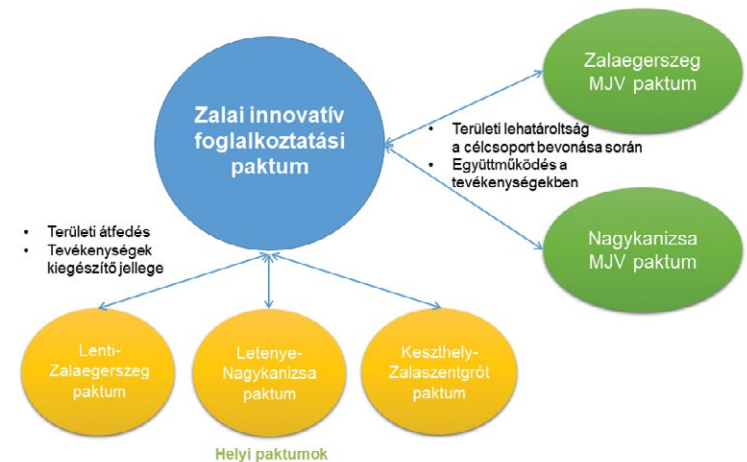 Zalai innovatív
foglalkoztatási
paktum
Zalaegerszeg
MJV paktum
• Területi lehatároltság
a célcsoport bevonása során
• Együttműködés a
tevékenységekben
Nagykanizsa
MJV paktum
• Területi átfedés
• Tevékenységek
kiegészítő jellege
Lenti-
Zalaegerszeg
paktum
Letenye-
Nagykanizsa
paktum
Keszthely-
Zalaszentgrót
paktum
Helyi paktumok